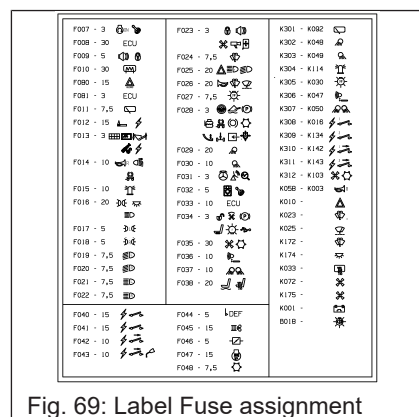 F007 - 3
F008 - 30 ECU
F009 - 5
F010 - 30
F080 - 15
F081 - 3 ECU
F011 - 7,5
F012 - 15
F013 - 3
F014 - 10
F015 - 10
F016 - 20
F017 - 5
F018 - 5
F019 - 7,5
F020 - 7,5
F021 - 7,5
F022 - 7,5
F023 - 3
F024 - 7,5
F025 - 20
F026 - 20
F027 - 7,5
F028 - 3
F029 - 20
F030 - 10
F031 - 3
F032 - 5
F033 - 10 ECU
F034 - 3
F035 - 30
F036 - 10
F037 - 10
F038 - 20
K301 - K092
K302 - K048
K303 - K049
K304 - K114
K305 - K030
K306 - K047
K307 - K050
K308 - K016
K309 - K134
K310 - K142
K311 - K143
K312 - K103
K058 - K003
K010 -
K023 -
K025 -
K172 -
K174 -
K033 -
K072 -
K175 -
K001 -
B018 -
F040 - 15
F041 - 15
F042 - 10
F043 - 10
F044 - 5 DEF
F045 - 15
F046 - 5
F047 - 15
F048 - 7,5
Fig. 69: Label Fuse assignment